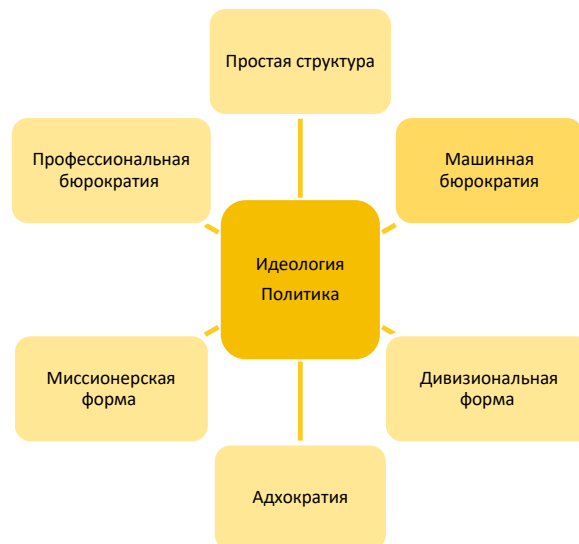 Простая структура
Профессиональная
бюрократия
Машинная
бюрократия
Идеология
Политика
Миссионерская
форма
Дивизиональная
форма
Адхократия